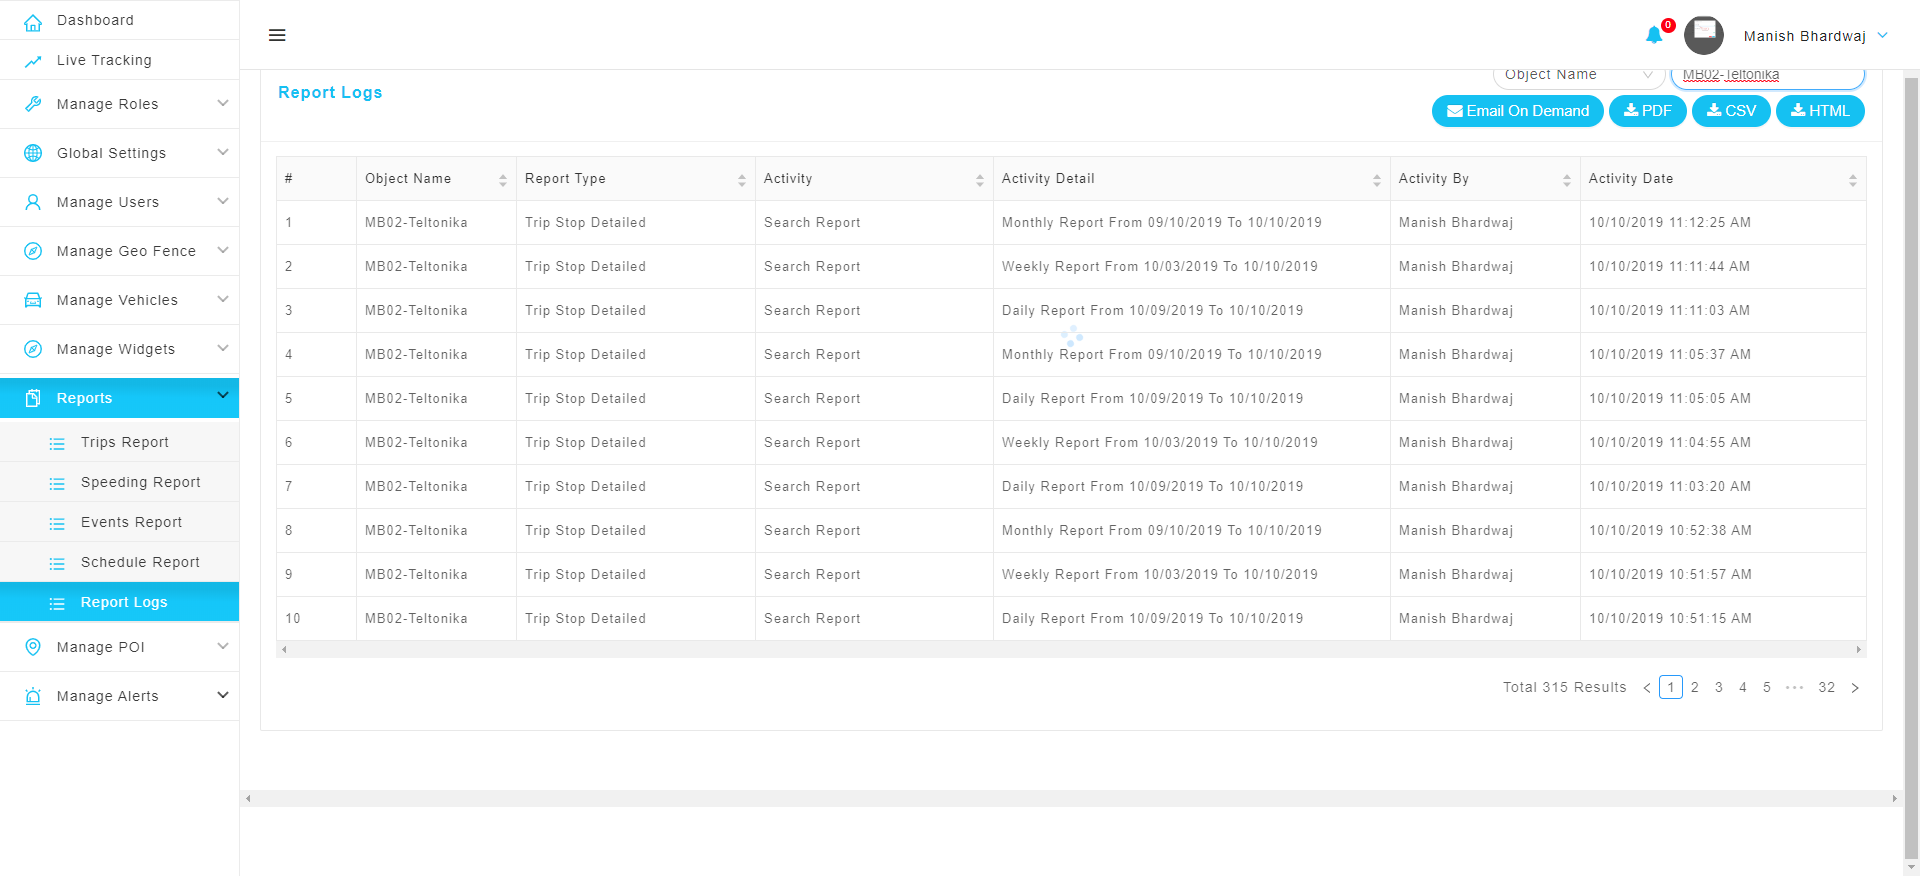 Dashboard
Live Tracking
Manage Roles
Global Settings
Manage Users
Manage Geo Fence
Manage Vehicles
Manage Widgets
Reports
Trips Report
Speeding Report
Events Report
Schedule Report
Report Logs
Manage POI
Manage Alerts
0
Manish Bhardwaj
Object Name MB02-Teltonika
Report Logs
Email On Demand PDF CSV HTML
# Object Name Report Type Activity Activity Detail Activity By Activity Date
1 MB02-Teltonika Trip Stop Detailed Search Report Monthly Report From 09/10/2019 To 10/10/2019 Manish Bhardwaj 10/10/2019 11:12:25 AM
2 MB02-Teltonika Trip Stop Detailed Search Report Weekly Report From 10/03/2019 To 10/10/2019 Manish Bhardwaj 10/10/2019 11:11:44 AM
3 MB02-Teltonika Trip Stop Detailed Search Report Daily Report From 10/09/2019 To 10/10/2019 Manish Bhardwaj 10/10/2019 11:11:03 AM
4 MB02-Teltonika Trip Stop Detailed Search Report Monthly Report From 09/10/2019 To 10/10/2019 Manish Bhardwaj 10/10/2019 11:05:37 AM
5 MB02-Teltonika Trip Stop Detailed Search Report Daily Report From 10/09/2019 To 10/10/2019 Manish Bhardwaj 10/10/2019 11:05:05 AM
6 MB02-Teltonika Trip Stop Detailed Search Report Weekly Report From 10/03/2019 To 10/10/2019 Manish Bhardwaj 10/10/2019 11:04:55 AM
7 MB02-Teltonika Trip Stop Detailed Search Report Daily Report From 10/09/2019 To 10/10/2019 Manish Bhardwaj 10/10/2019 11:03:20 AM
8 MB02-Teltonika Trip Stop Detailed Search Report Monthly Report From 09/10/2019 To 10/10/2019 Manish Bhardwaj 10/10/2019 10:52:38 AM
9 MB02-Teltonika Trip Stop Detailed Search Report Weekly Report From 10/03/2019 To 10/10/2019 Manish Bhardwaj 10/10/2019 10:51:57 AM
10 MB02-Teltonika Trip Stop Detailed Search Report Daily Report From 10/09/2019 To 10/10/2019 Manish Bhardwaj 10/10/2019 10:51:15 AM
Total 315 Results < 1 2 3 4 5 ••• 32 >